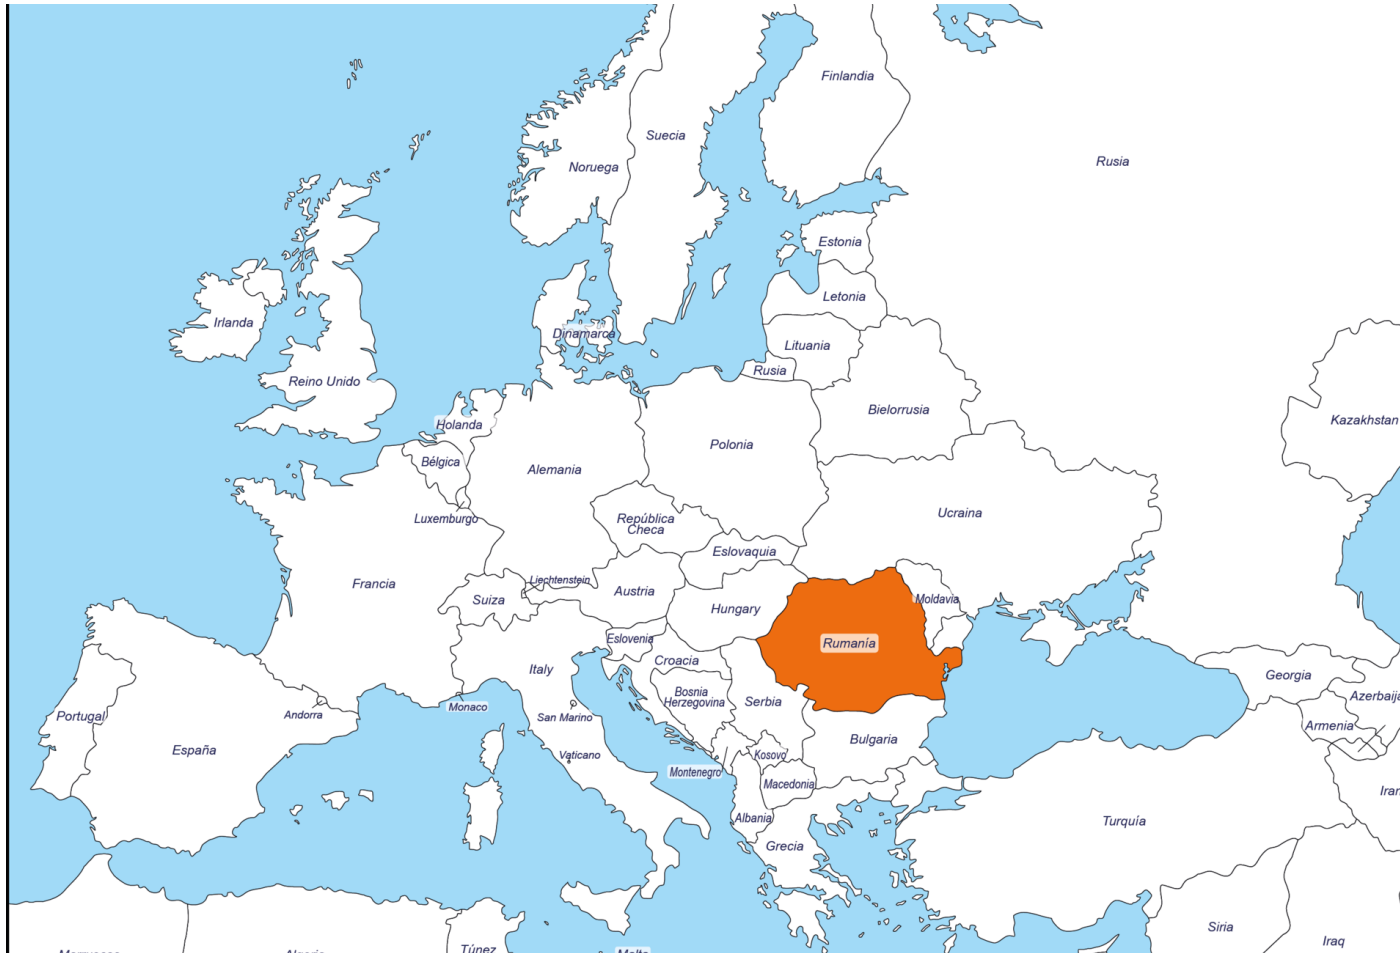 Finlandia
Suecia
Rusia
Noruega
Estonia
Letonia
Irlanda
Dinamarca
Lituania
Rusia
Reino Unido
Bielorrusia
Kazakhstan
Holanda
Polonia
Bélgica
Alemania
Ucraina
Luxemburgo
República
Checa
Eslovaquia
Liechtenstein
Francia
Austria
Suiza
Moldavia
Hungary
Eslovenia
Rumanía
Croacia
Italy
Georgia
Bosnia
Herzegovina
Azerbaija
Serbia
Monaco
Andorra
Portugal
San Marino
Armenia
Bulgaria
España
Vaticano
Kosovo
Montenegro
Macedonia
Iran
Albania
Turquía
Grecia
Siria
Iraq
Túnez